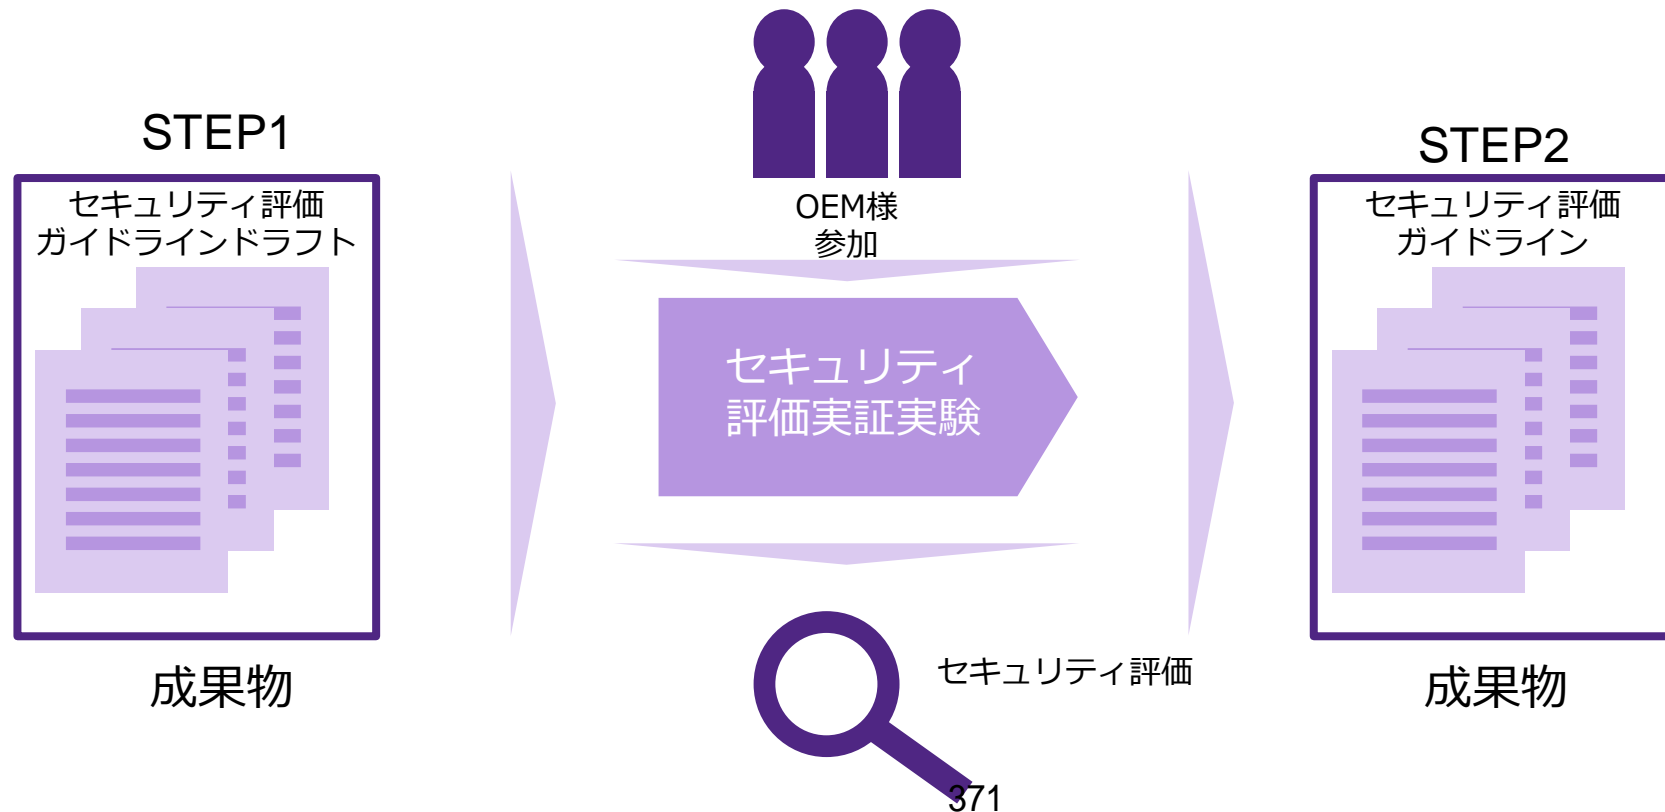 STEP1
セキュリティ評価
ガイドラインドラフト
成果物
OEM様
参加
セキュリティ
評価実証実験
セキュリティ評価
STEP2
セキュリティ評価
ガイドライン
成果物
371